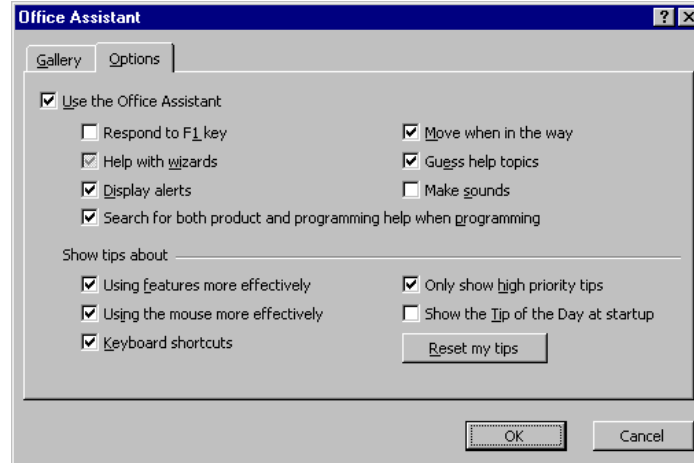 Office Assistant
Gallery Options
Use the Office Assistant
Respond to F1 key Move when in the way
Help with wizards Guess help topics
Display alerts Make sounds
Search for both product and programming help when programming
Show tips about
Using features more effectively Only show high priority tips
Using the mouse more effectively Show the Tip of the Day at startup
Keyboard shortcuts Reset my tips
OK Cancel